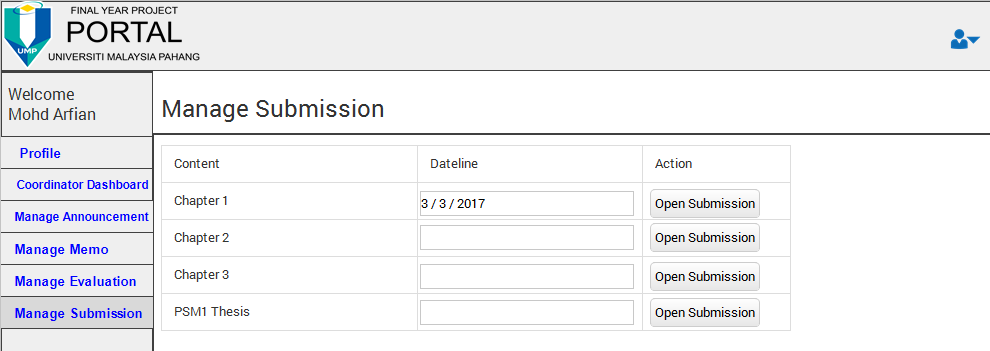 FINAL YEAR PROJECT
PORTAL
UNIVERSITI MALAYSIA PAHANG
UMP
Welcome
Mohd Arfian
Profile
Coordinator Dashboard
Manage Announcement
Manage Memo
Manage Evaluation
Manage Submission
Manage Submission
Content Dateline Action
Chapter 1 3 / 3 / 2017 Open Submission
Chapter 2 Open Submission
Chapter 3 Open Submission
PSM1 Thesis Open Submission